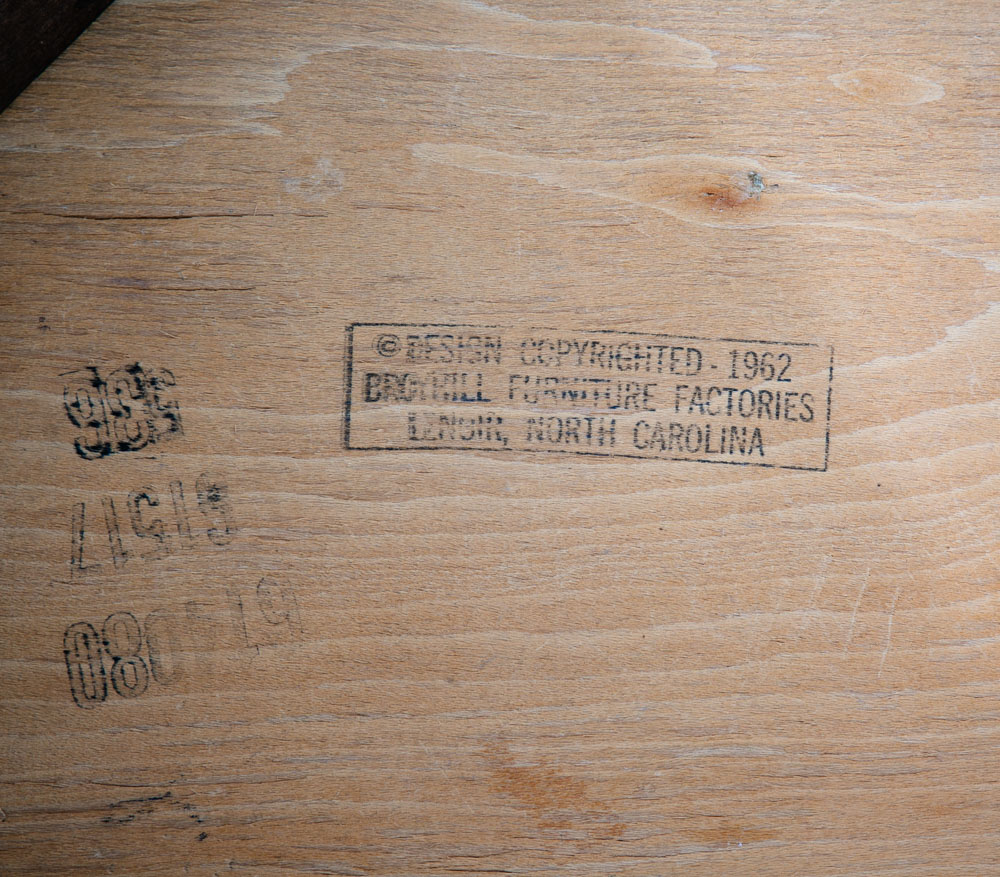 © DESIGN COPYRIGHTED - 1962
BROYHILL FURNITURE FACTORIES
LENOIR, NORTH CAROLINA